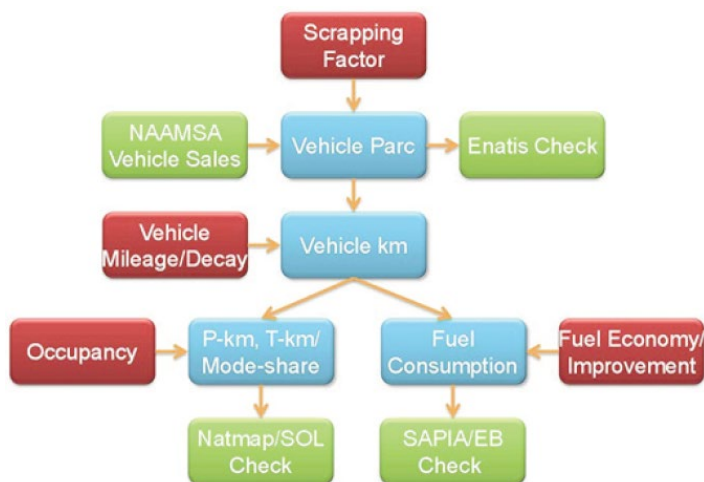 Scrapping
Factor
NAAMSA
Vehicle Sales
Vehicle Parc
Enatis Check
Vehicle
Mileage/Decay
Vehicle km
Occupancy
P-km, T-km/
Mode-share
Fuel
Consumption
Fuel Economy/
Improvement
Natmap/SOL
Check
SAPIA/EB
Check